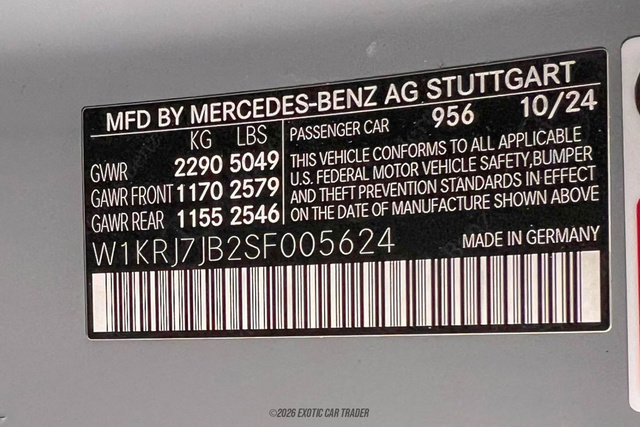 MFD BY MERCEDES-BENZ AG STUTTGART
KG LBS
GVWR 2290 5049
GAWR FRONT 1170 2579
GAWR REAR 1155 2546
PASSENGER CAR 956 10/24
THIS VEHICLE CONFORMS TO ALL APPLICABLE
U.S. FEDERAL MOTOR VEHICLE SAFETY, BUMPER
AND THEFT PREVENTION STANDARDS IN EFFECT
ON THE DATE OF MANUFACTURE SHOWN ABOVE
W1KRJ7JB2SF005624
MADE IN GERMANY
©2026 EXOTIC CAR TRADER